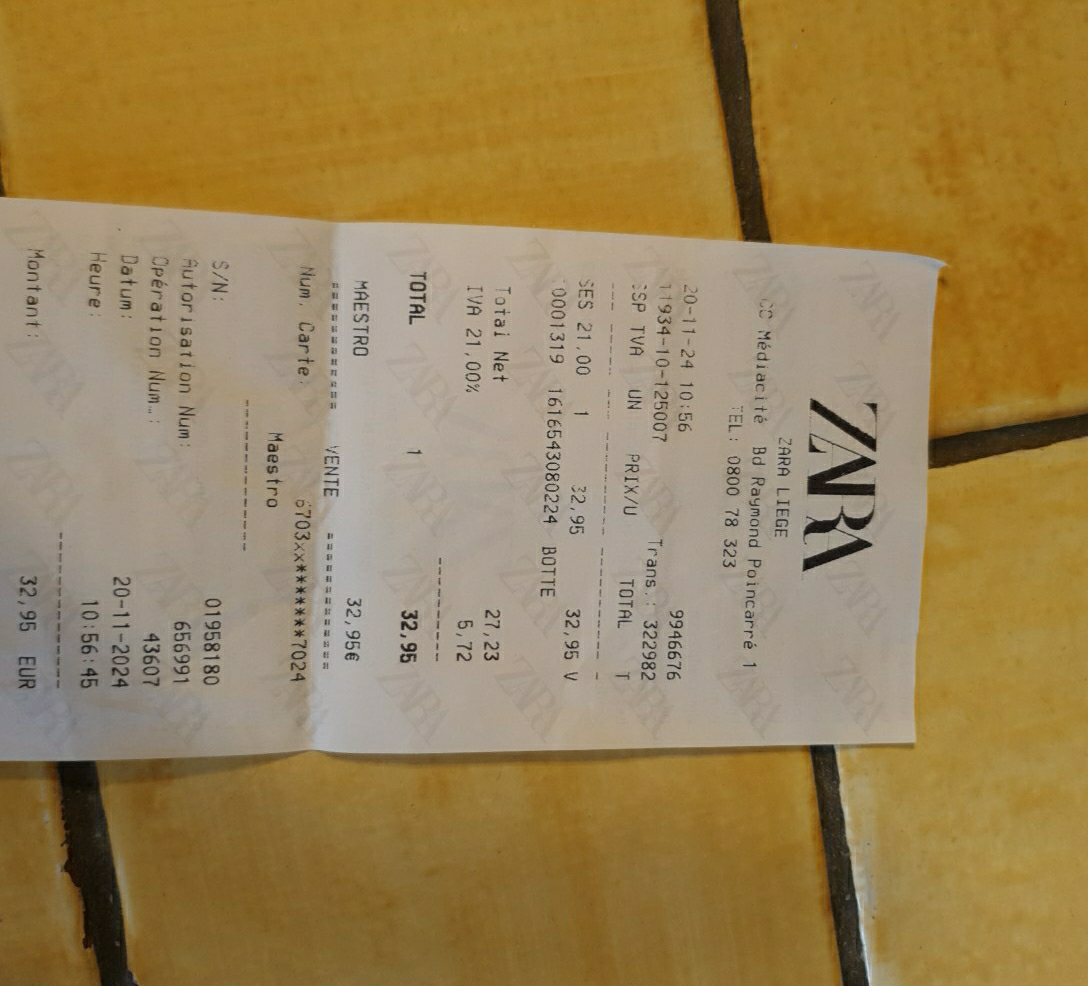 ZARA
ZARA LIEGE
CC Médiacité Bd Raymond Poincarré 1
TEL: 0800 78 323
20-11-24 10:56 9946676
11934-10-125007 Trans.: 322982
SP TVA UN PRIX/U TOTAL T
SES 21,00 1 32,95 32,95 V
0001319 161654308022 4 BOTTE
Total Net 27,23
IVA 21,00% 5,72
TOTAL 1 32,95
MAESTRO 32,95€
============ VENTE ============
Num. Carte: 6703xx*******7024
Maestro
S/N: 01958180
Autorisation Num: 656991
Opération Num.: 43607
Datum: 20-11-2024
Heure: 10:56:45
Montant: 32,95 EUR